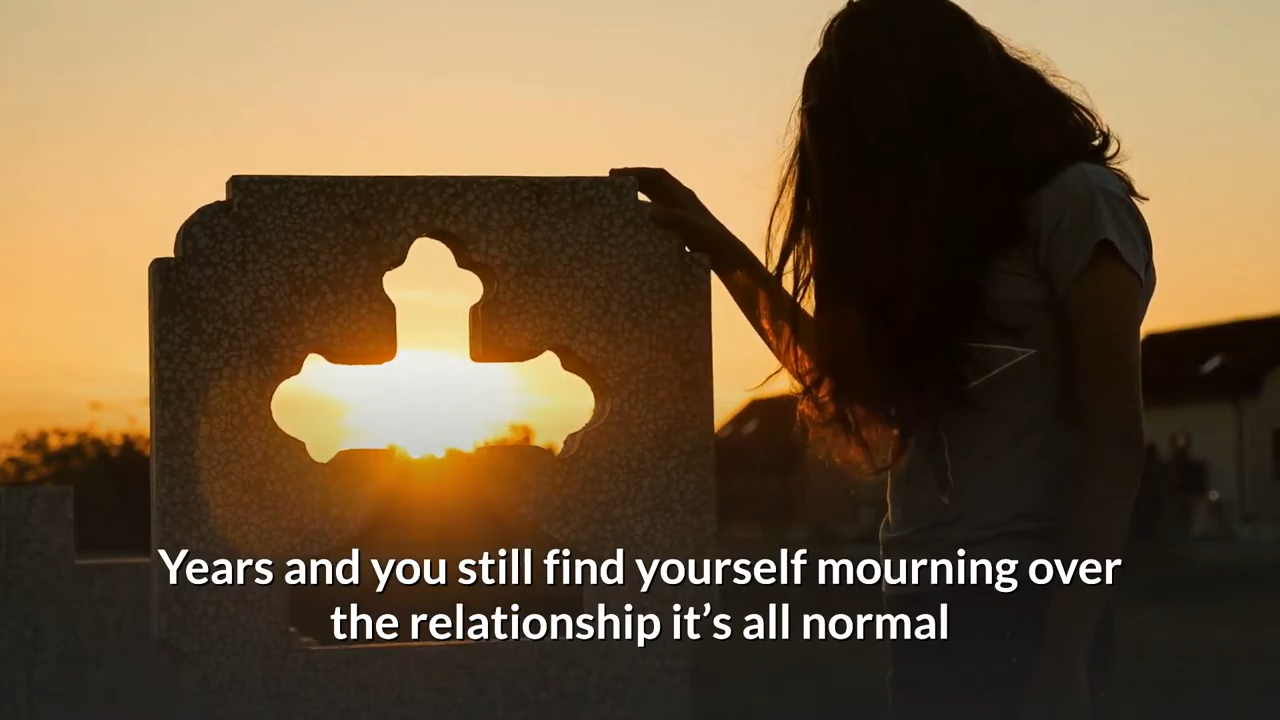 Years and you still find yourself mourning over
the relationship it’s all normal